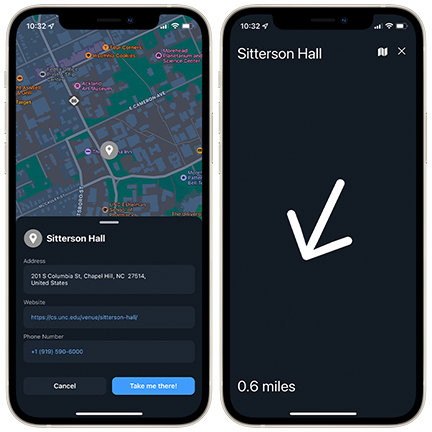 10:32
Town Corners
Insomnia Cookies
Morehead
Planetarium and
Science Center
Ackland
Art Museum
Target
E CAMERON AVE
Sitterson Hall
Address
201 S Columbia St, Chapel Hill, NC 27514,
United States
Website
https://cs.unc.edu/venue/sitterson-hall/
Phone Number
+1 (919) 590-6000
Cancel
Take me there!
10:32
Sitterson Hall
0.6 miles